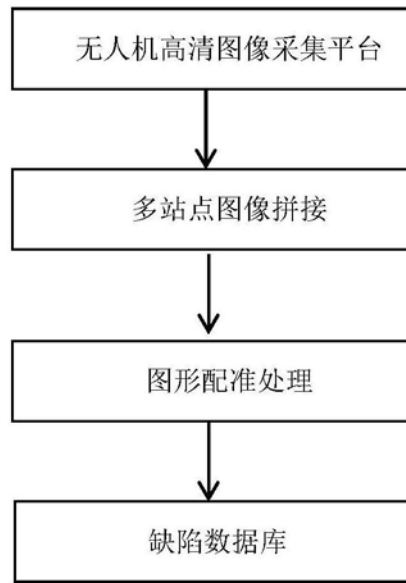 无人机高清图像采集平台
多站点图像拼接
图形配准处理
缺陷数据库